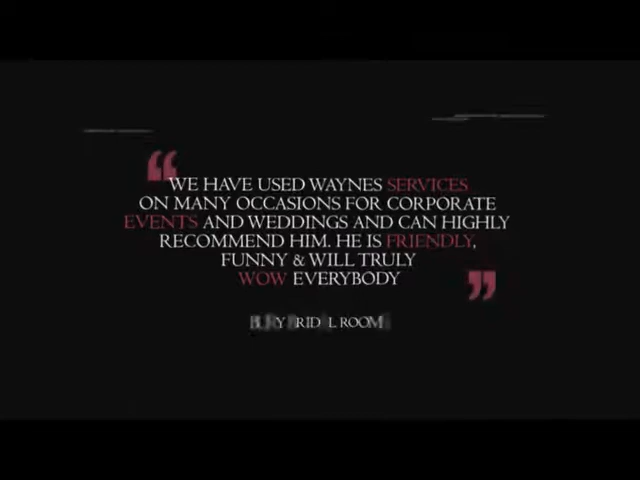 WE HAVE USED WAYNES SERVICES
ON MANY OCCASIONS FOR CORPORATE
EVENTS AND WEDDINGS AND CAN HIGHLY
RECOMMEND HIM. HE IS FRIENDLY,
FUNNY & WILL TRULY
WOW EVERYBODY